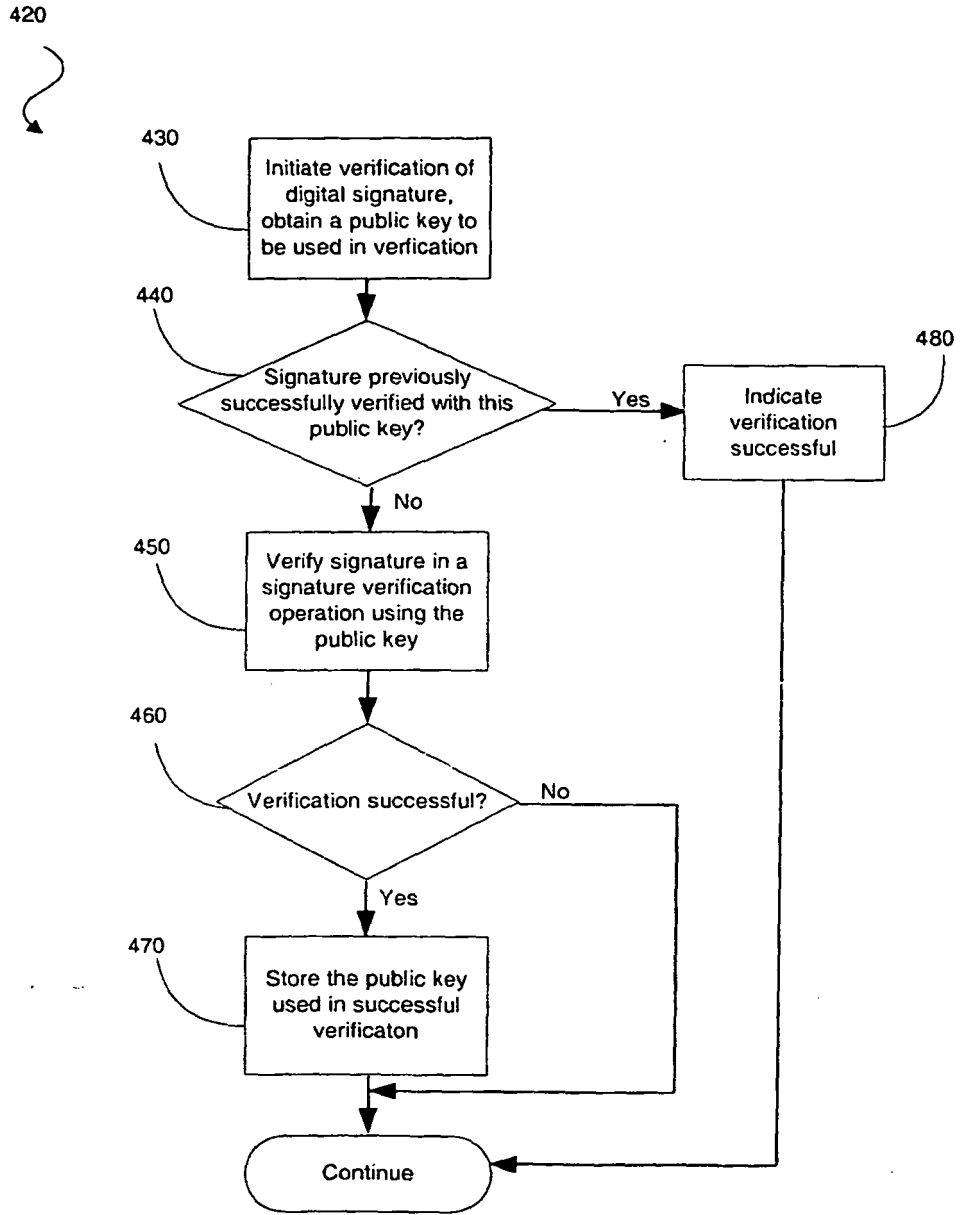 420
430
Initiate verification of
digital signature,
obtain a public key to
be used in verfication
440
Signature previously
successfully verified with this
public key?
Yes
480
Indicate
verification
successful
No
450
Verify signature in a
signature verification
operation using the
public key
460
Verification successful?
No
Yes
470
Store the public key
used in successful
verificaton
Continue